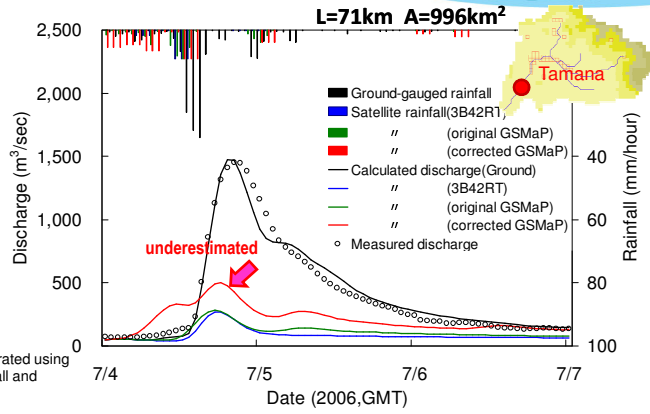 L=71km A=996km²
2,500
2,000
1,500
1,000
500
0
Discharge (m³/sec)
Tamana
Ground-gauged rainfall
Satellite rainfall(3B42RT)
〃 (original GSMaP)
〃 (corrected GSMaP)
Calculated discharge(Ground)
〃 (3B42RT)
〃 (original GSMaP)
〃 (corrected GSMaP)
Measured discharge
underestimated
40
60
80
100
Rainfall (mm/hour)
7/4 7/5 7/6 7/7
Date (2006,GMT)
rated using
all and